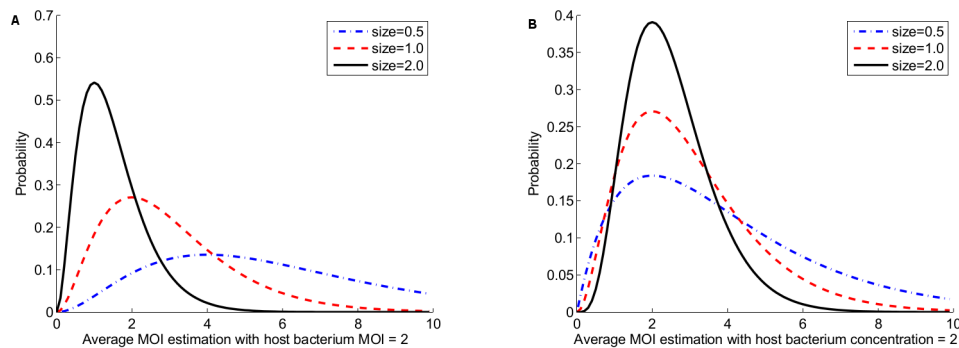 A
0.7
0.6
0.5
0.4
0.3
0.2
0.1
0
Probability
0 2 4 6 8 10
Average MOI estimation with host bacterium MOI = 2
size=0.5
size=1.0
size=2.0
B
0.4
0.35
0.3
0.25
0.2
0.15
0.1
0.05
0
Probability
0 2 4 6 8 10
Average MOI estimation with host bacterium concentration = 2
size=0.5
size=1.0
size=2.0